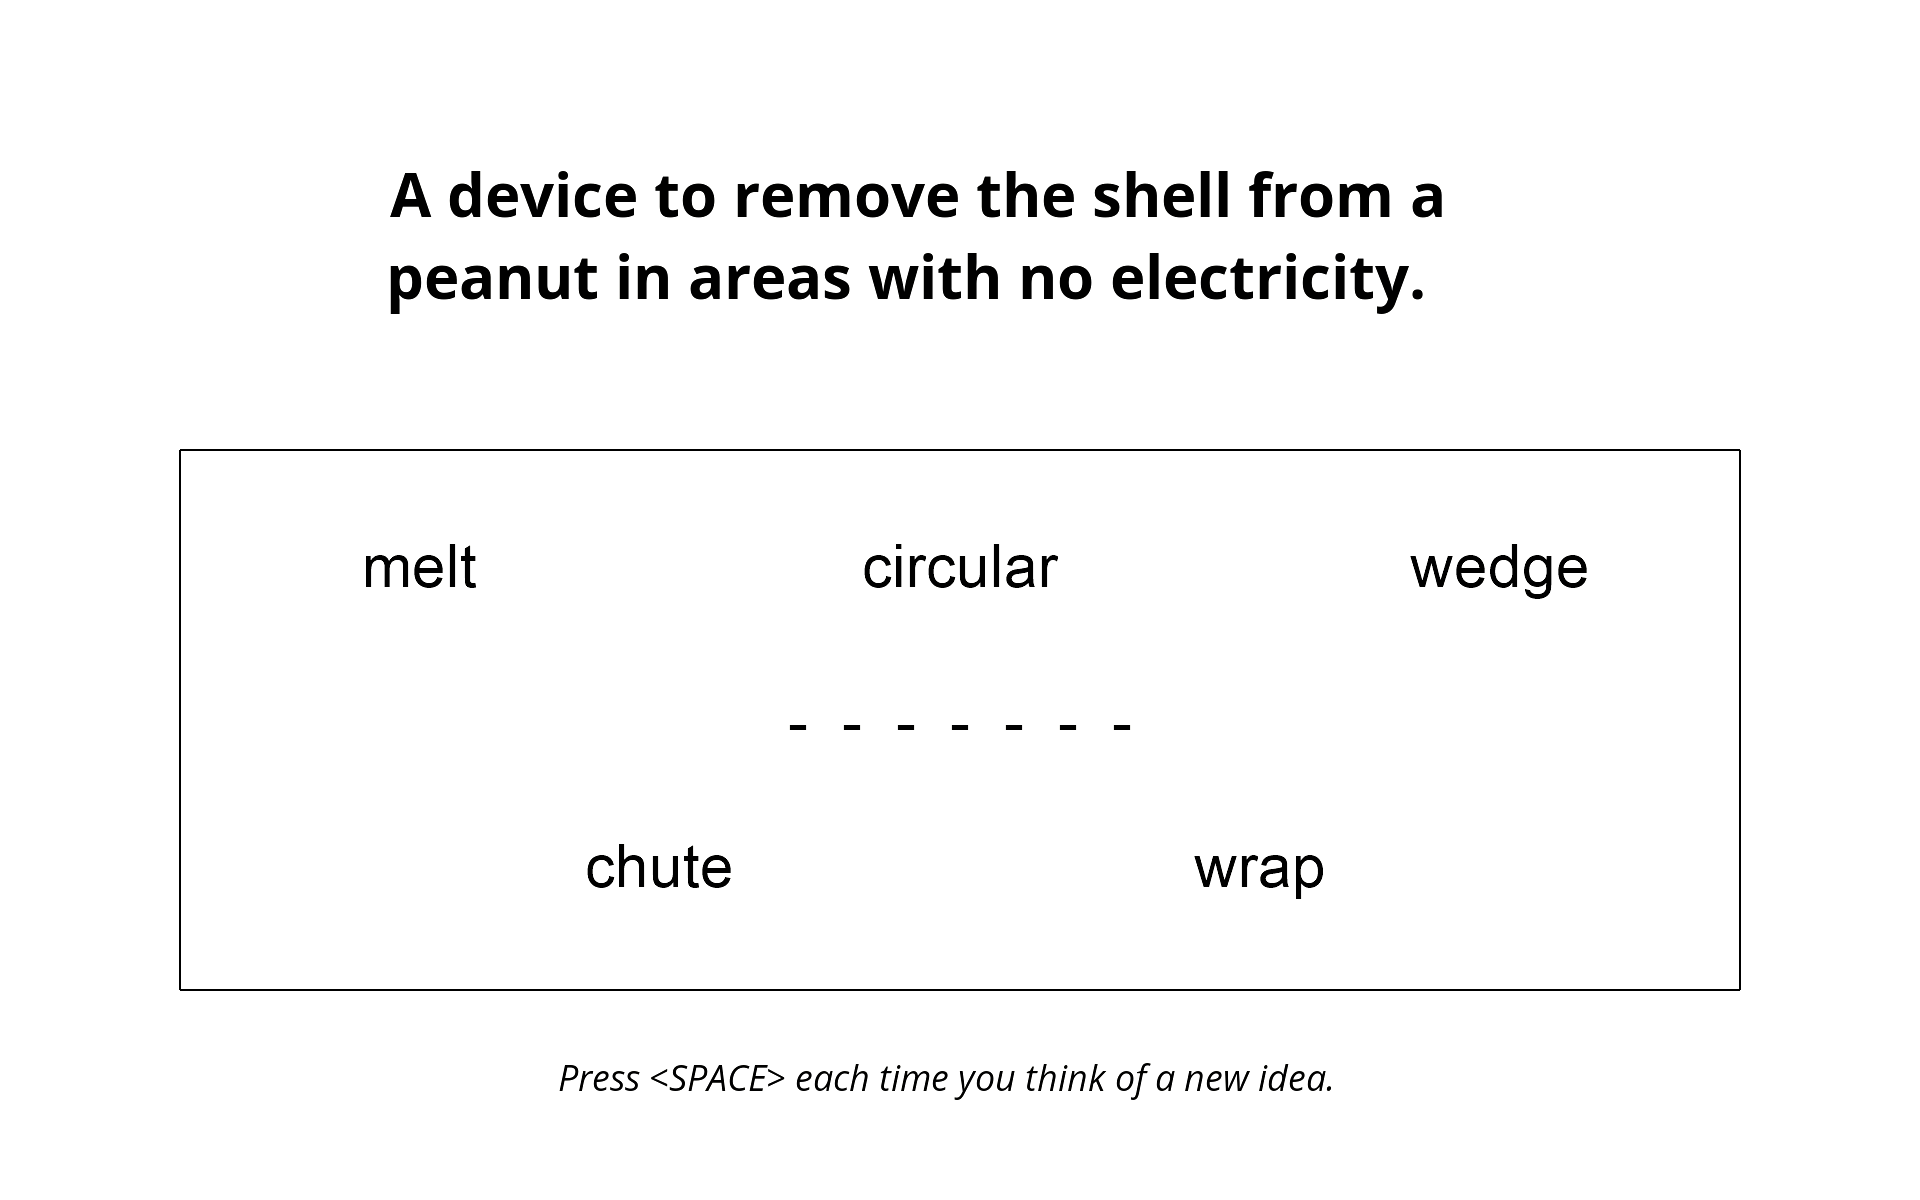 A device to remove the shell from a
peanut in areas with no electricity.
melt circular wedge
- - - - - - -
chute wrap
Press <SPACE> each time you think of a new idea.